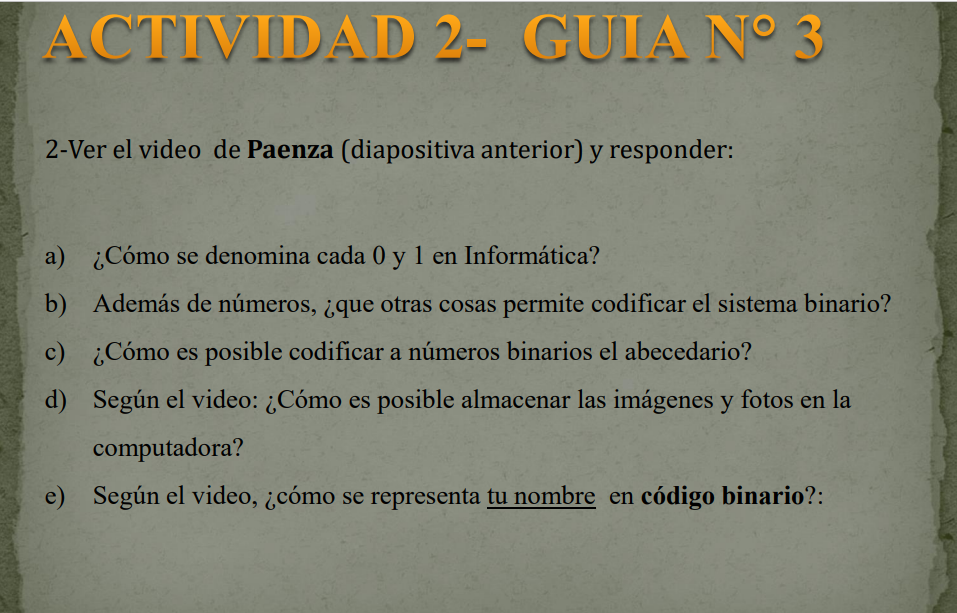 ACTIVIDAD 2- GUIA N° 3
2-Ver el video de Paenza (diapositiva anterior) y responder:
a) ¿Cómo se denomina cada 0 y 1 en Informática?
b) Además de números, ¿que otras cosas permite codificar el sistema binario?
c) ¿Cómo es posible codificar a números binarios el abecedario?
d) Según el video: ¿Cómo es posible almacenar las imágenes y fotos en la
computadora?
e) Según el video, ¿cómo se representa tu nombre en código binario?: